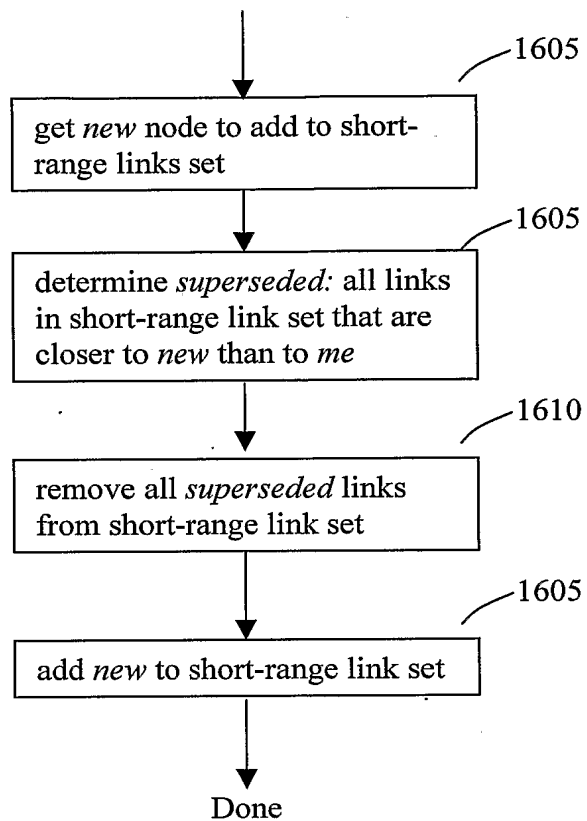 1605
get new node to add to short-
range links set
1605
determine superseded: all links
in short-range link set that are
closer to new than to me
1610
remove all superseded links
from short-range link set
1605
add new to short-range link set
Done